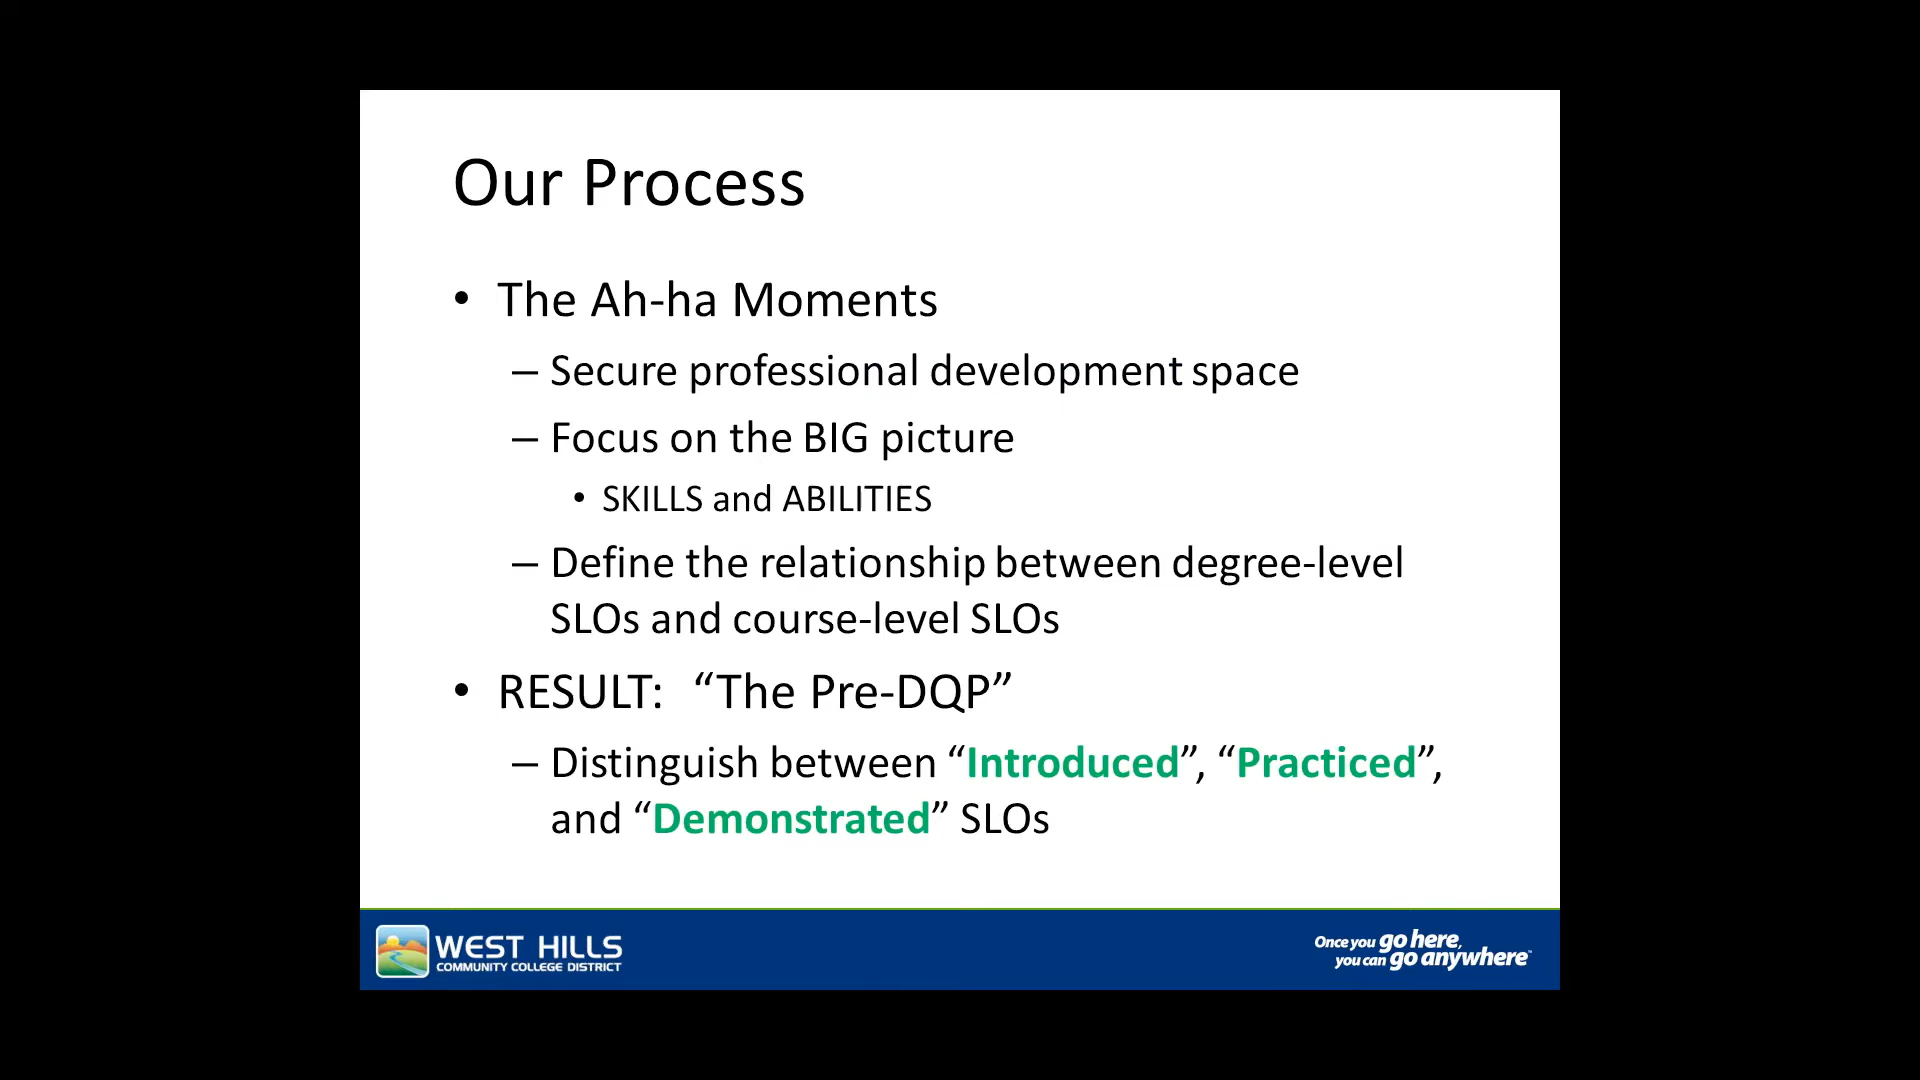 Our Process
• The Ah-ha Moments
– Secure professional development space
– Focus on the BIG picture
• SKILLS and ABILITIES
– Define the relationship between degree-level
SLOs and course-level SLOs
• RESULT: “The Pre-DQP”
– Distinguish between “Introduced”, “Practiced”,
and “Demonstrated” SLOs
WEST HILLS
COMMUNITY COLLEGE DISTRICT
Once you go here,
you can go anywhere™